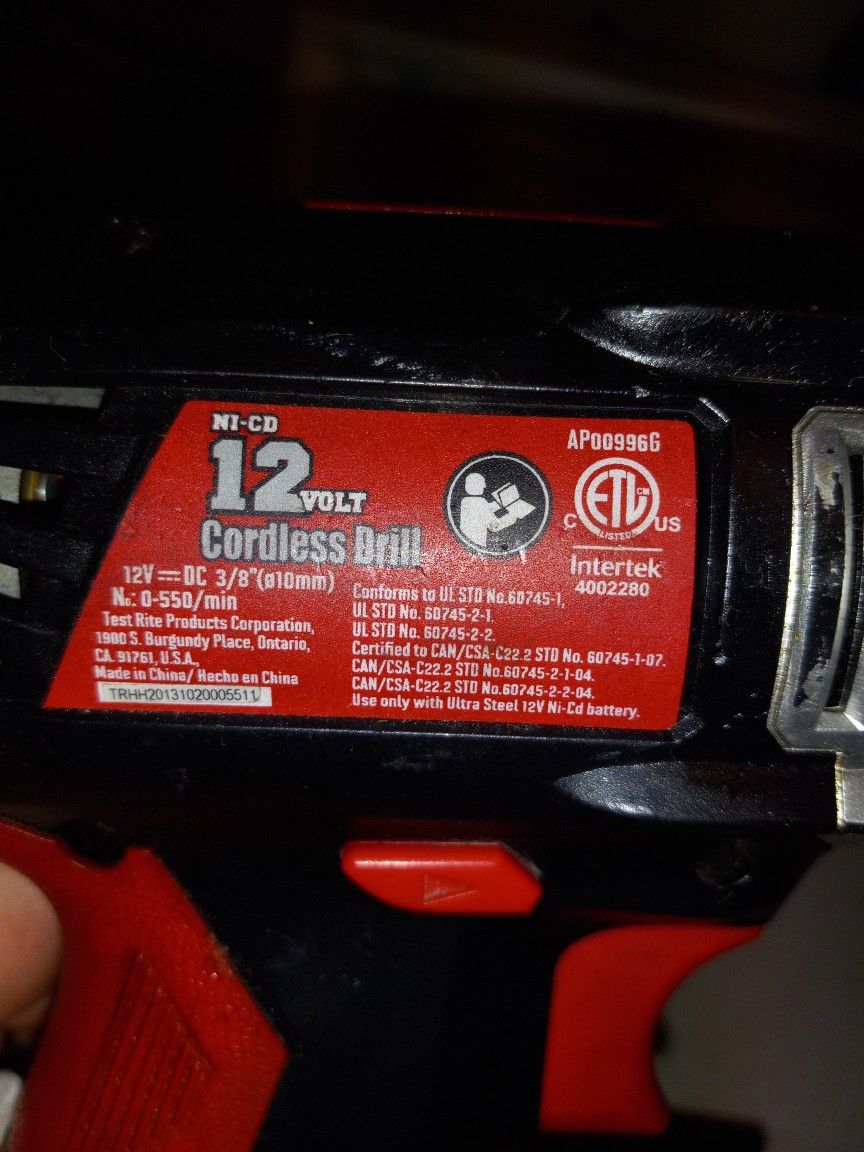 NI-CD
12 VOLT
Cordless Drill
12V⎓DC 3/8"(ø10mm)
N₀: 0-550/min
Test Rite Products Corporation,
1900 S. Burgundy Place, Ontario,
CA. 91761, U.S.A.
Made in China/ Hecho en China
TRHH20131020005511
AP00996G
ETL CM
LISTED
C US
Intertek
4002280
Conforms to UL STD No.60745-1,
UL STD No. 60745-2-1.
UL STD No. 60745-2-2.
Certified to CAN/CSA-C22.2 STD No. 60745-1-07.
CAN/CSA-C22.2 STD No.60745-2-1-04.
CAN/CSA-C22.2 STD No. 60745-2-2-04.
Use only with Ultra Steel 12V Ni-Cd battery.